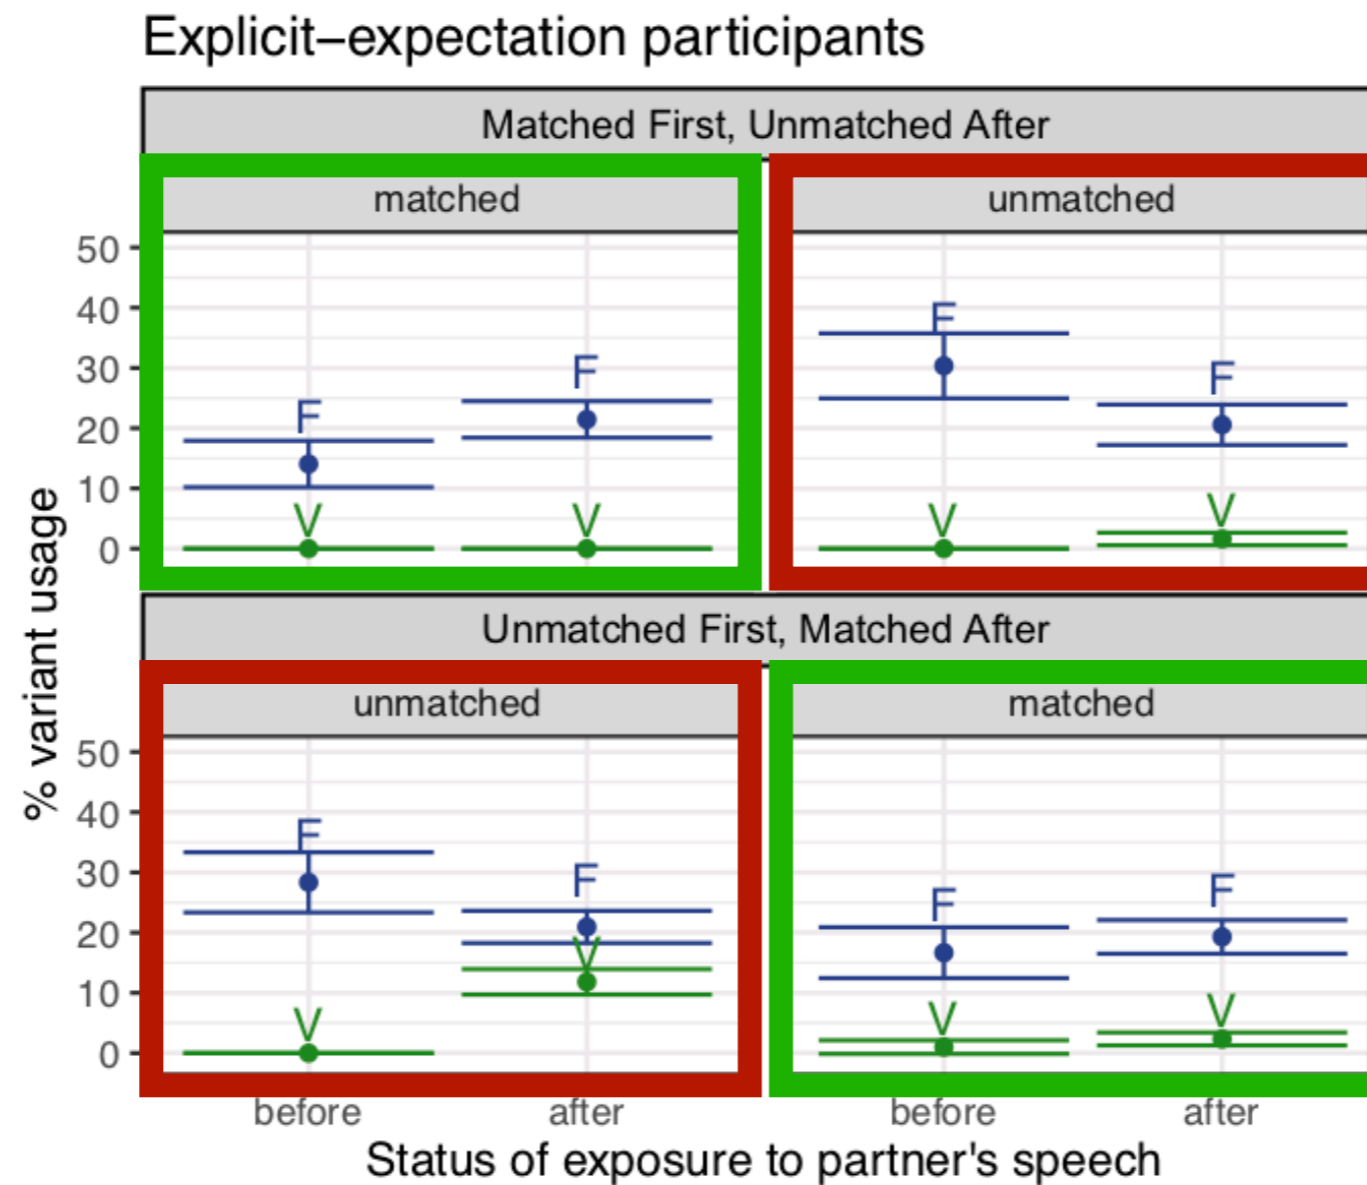 Explicit–expectation participants
Matched First, Unmatched After
matched unmatched
50
40
30
20
10
0
F F F F
V V V V
Unmatched First, Matched After
unmatched matched
50
40
30
20
10
0
F F F F
V V V V
before after before after
Status of exposure to partner's speech
% variant usage